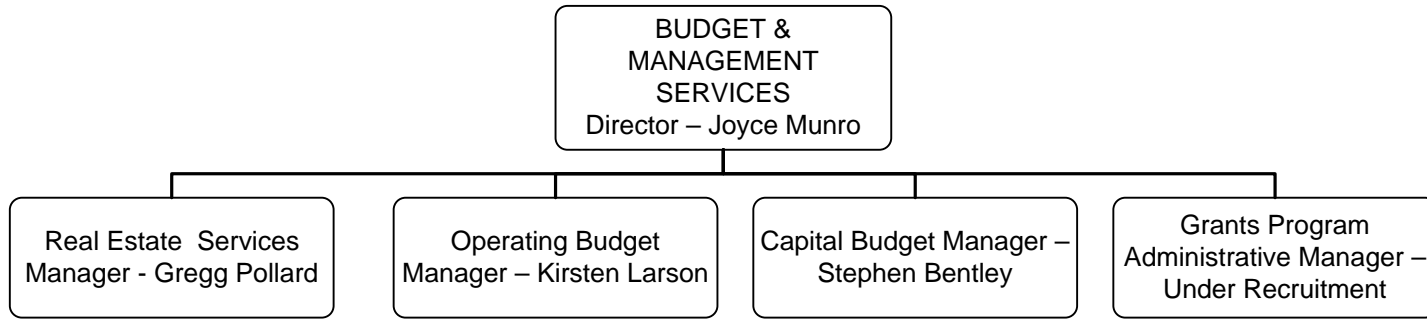 BUDGET &
MANAGEMENT
SERVICES
Director – Joyce Munro
Real Estate  Services
Manager - Gregg Pollard
Operating Budget
Manager – Kirsten Larson
Capital Budget Manager –
Stephen Bentley
Grants Program
Administrative Manager –
Under Recruitment